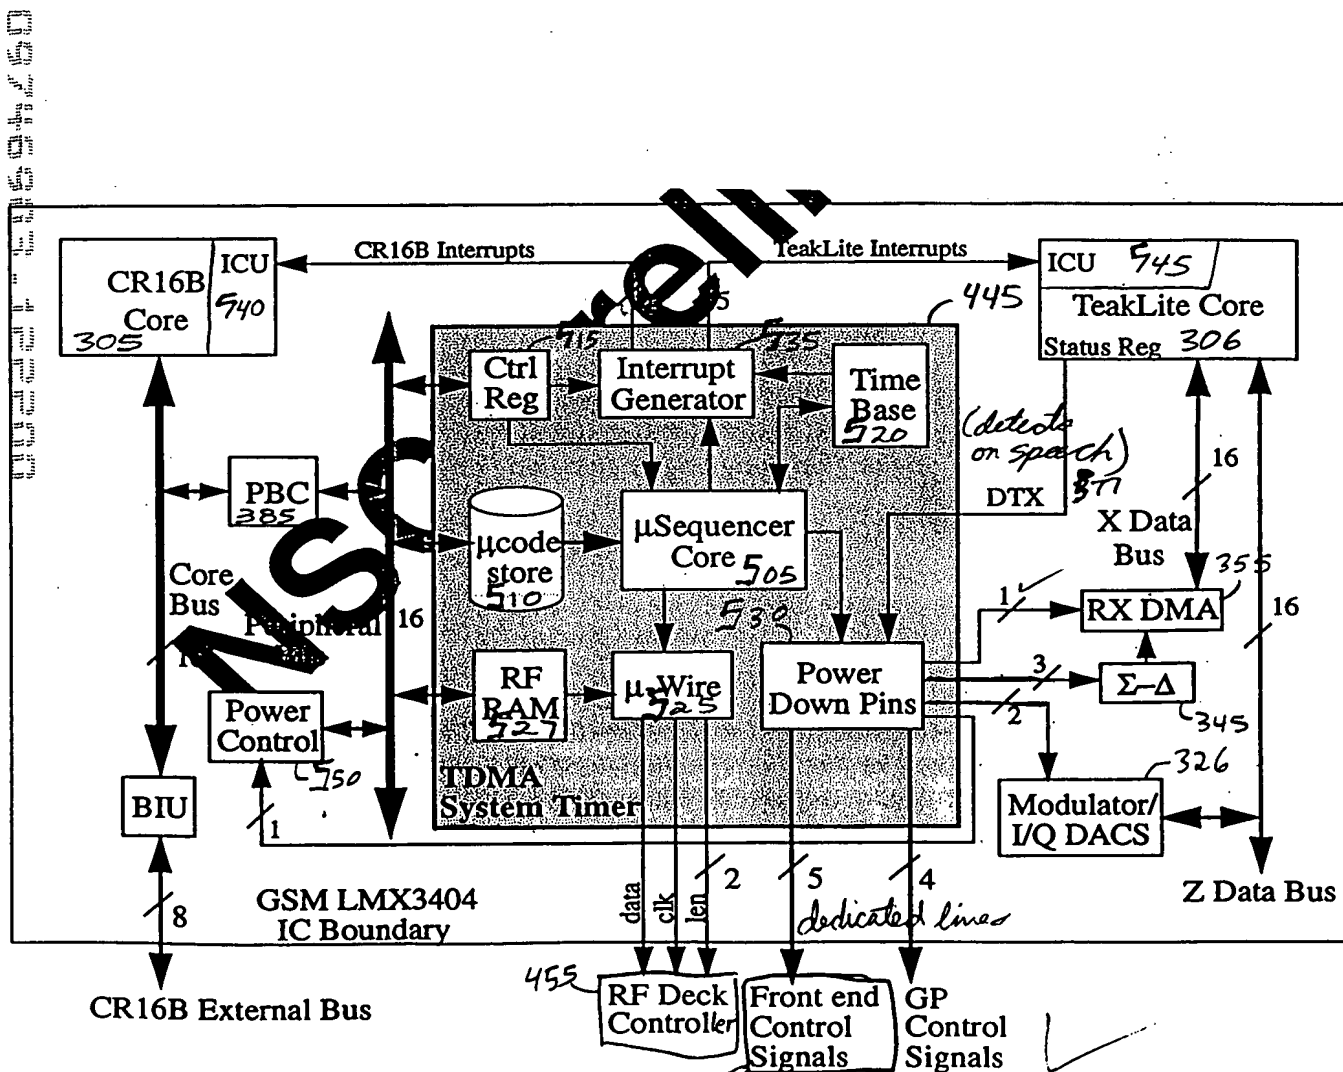 CR16B Interrupts
TeakLite Interrupts
CR16B
Core
305
ICU
540
ICU 545
TeakLite Core
Status Reg 306
445
515
535
Ctrl
Reg
Interrupt
Generator
Time
Base
520
5
(detects
on speech)
DTX
16
X Data
Bus
PBC
385
μcode
store
510
μSequencer
Core
505
530
Core
Bus
Peripheral
16
355
1
RX DMA
16
RF
RAM
527
μ Wire
525
Power
Down Pins
3
Σ–Δ
2
345
Power
Control
550
TDMA
System Timer
326
BIU
1
Modulator/
I/Q DACS
8
GSM LMX3404
IC Boundary
data
clk
len
2
5
4
dedicated lines
Z Data Bus
CR16B External Bus
455
RF Deck
Controller
Front end
Control
Signals
GP
Control
Signals